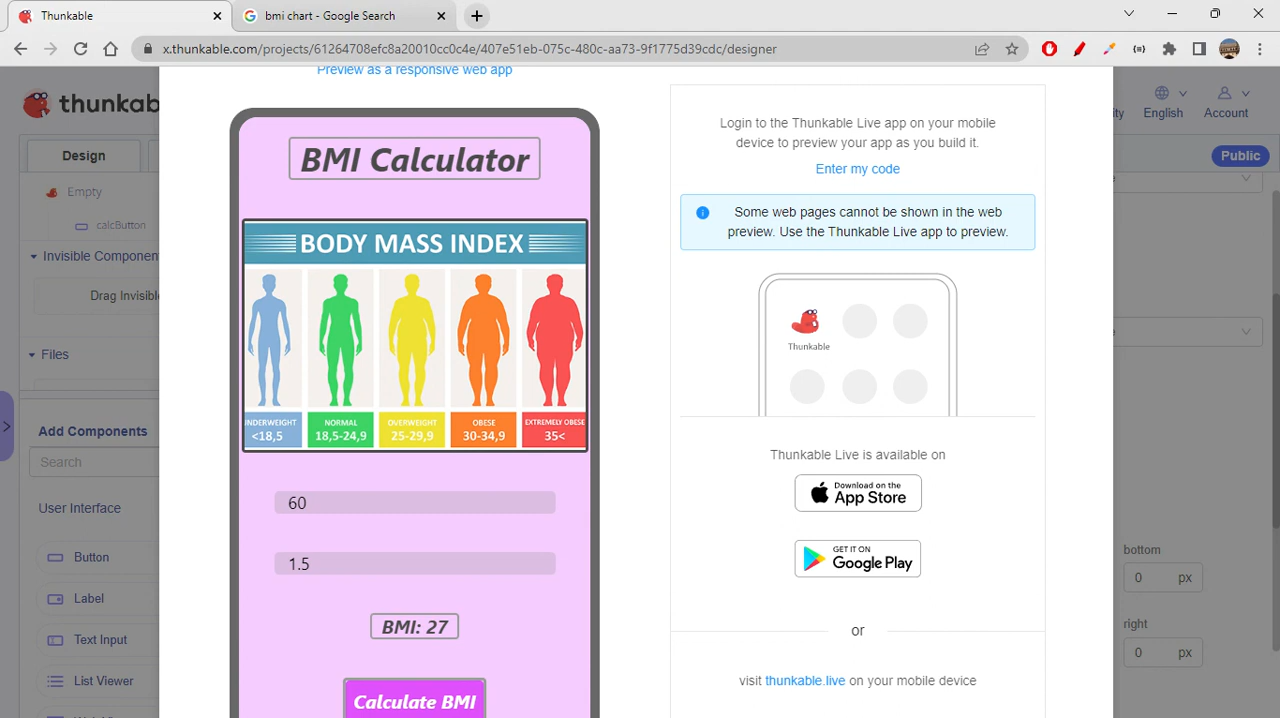 Thunkable
bmi chart - Google Search
x.thunkable.com/projects/61264708efc8a20010cc0c4e/407e51eb-075c-480c-aa73-9f1775d39cdc/designer
Preview as a responsive web app
thunkable
English
Account
Design
Public
Empty
calcButton
Invisible Component
Drag Invisible
Files
Add Components
Search
User Interface
Button
Label
Text Input
List Viewer
BMI Calculator
BODY MASS INDEX
UNDERWEIGHT
<18,5
NORMAL
18,5-24,9
OVERWEIGHT
25-29,9
OBESE
30-34,9
EXTREMELY OBESE
35<
60
1.5
BMI: 27
Calculate BMI
Login to the Thunkable Live app on your mobile
device to preview your app as you build it.
Enter my code
Some web pages cannot be shown in the web
preview. Use the Thunkable Live app to preview.
Thunkable
Thunkable Live is available on
Download on the
App Store
GET IT ON
Google Play
or
visit thunkable.live on your mobile device
bottom
0 px
right
0 px